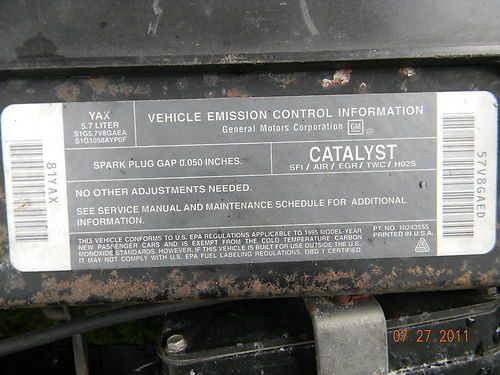 YAX
5.7 LITER
S1G5.7V8GAEA
S1G1058AYP0F
VEHICLE EMISSION CONTROL INFORMATION
General Motors Corporation GM
SPARK PLUG GAP 0.050 INCHES.
CATALYST
SFI / AIR / EGR / TWC / HO2S
NO OTHER ADJUSTMENTS NEEDED.
SEE SERVICE MANUAL AND MAINTENANCE SCHEDULE FOR ADDITIONAL
INFORMATION.
THIS VEHICLE CONFORMS TO U.S. EPA REGULATIONS APPLICABLE TO 1995 MODEL-YEAR
NEW PASSENGER CARS AND IS EXEMPT FROM THE COLD TEMPERATURE CARBON
MONOXIDE STANDARDS. HOWEVER, IF THIS VEHICLE IS BUILT FOR USE OUTSIDE THE U.S.,
IT MAY NOT COMPLY WITH U.S. EPA FUEL LABELING REGULATIONS. OBD 1 CERTIFIED.
PT. NO. 10243055
PRINTED IN U.S.A.
81YAX
57V8GAED
07.27.2011